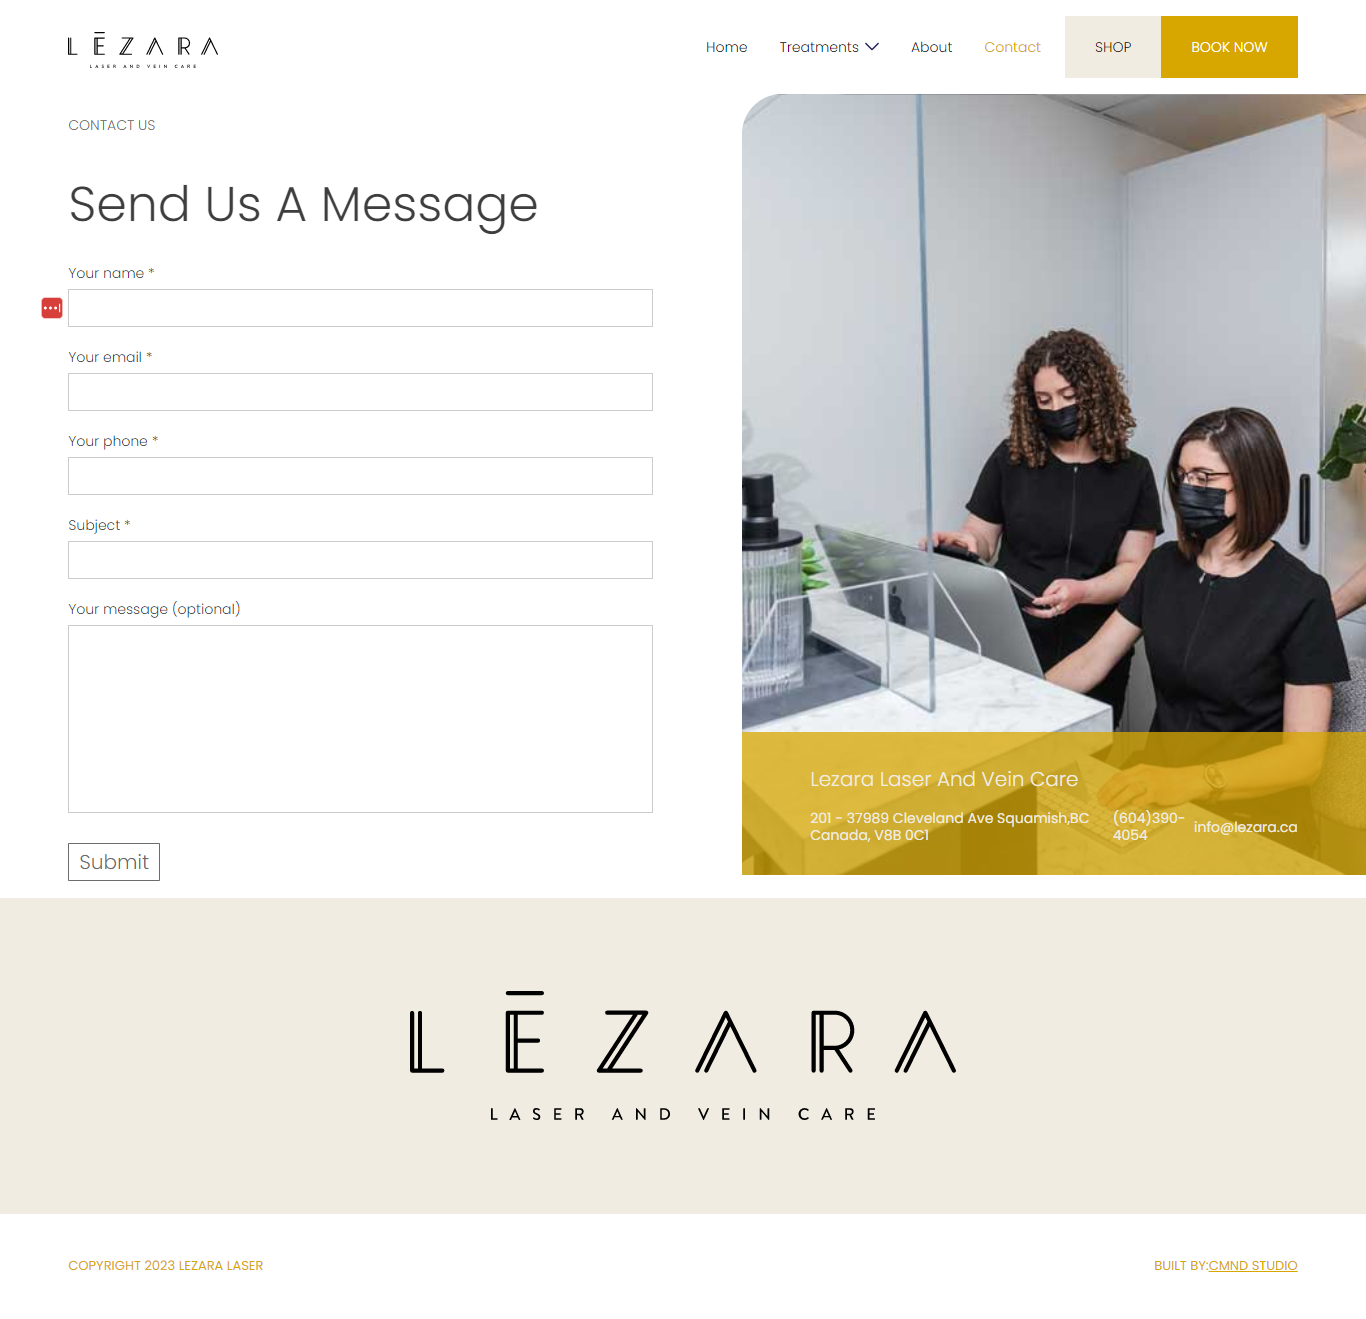 LĒZARA
LASER AND VEIN CARE
Home
Treatments
About
Contact
SHOP
BOOK NOW
CONTACT US
Send Us A Message
Your name *
Your email *
Your phone *
Subject *
Your message (optional)
Submit
Lezara Laser And Vein Care
201 - 37989 Cleveland Ave Squamish,BC
Canada, V8B 0C1
(604)390-
4054
info@lezara.ca
LĒZARA
LASER AND VEIN CARE
COPYRIGHT 2023 LEZARA LASER
BUILT BY:CMND STUDIO